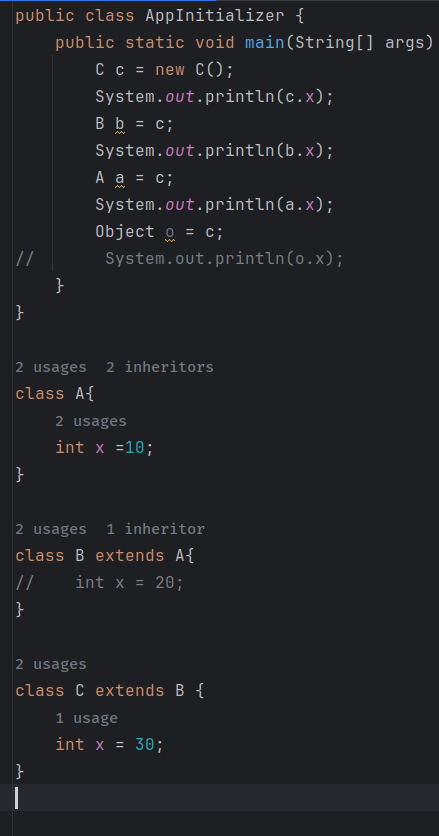 public class AppInitializer {
    public static void main(String[] args)
        C c = new C();
        System.out.println(c.x);
        B b = c;
        System.out.println(b.x);
        A a = c;
        System.out.println(a.x);
        Object o = c;
//       System.out.println(o.x);
    }
}
2 usages  2 inheritors
class A{
    2 usages
    int x =10;
}
2 usages  1 inheritor
class B extends A{
//    int x = 20;
}
2 usages
class C extends B {
    1 usage
    int x = 30;
}